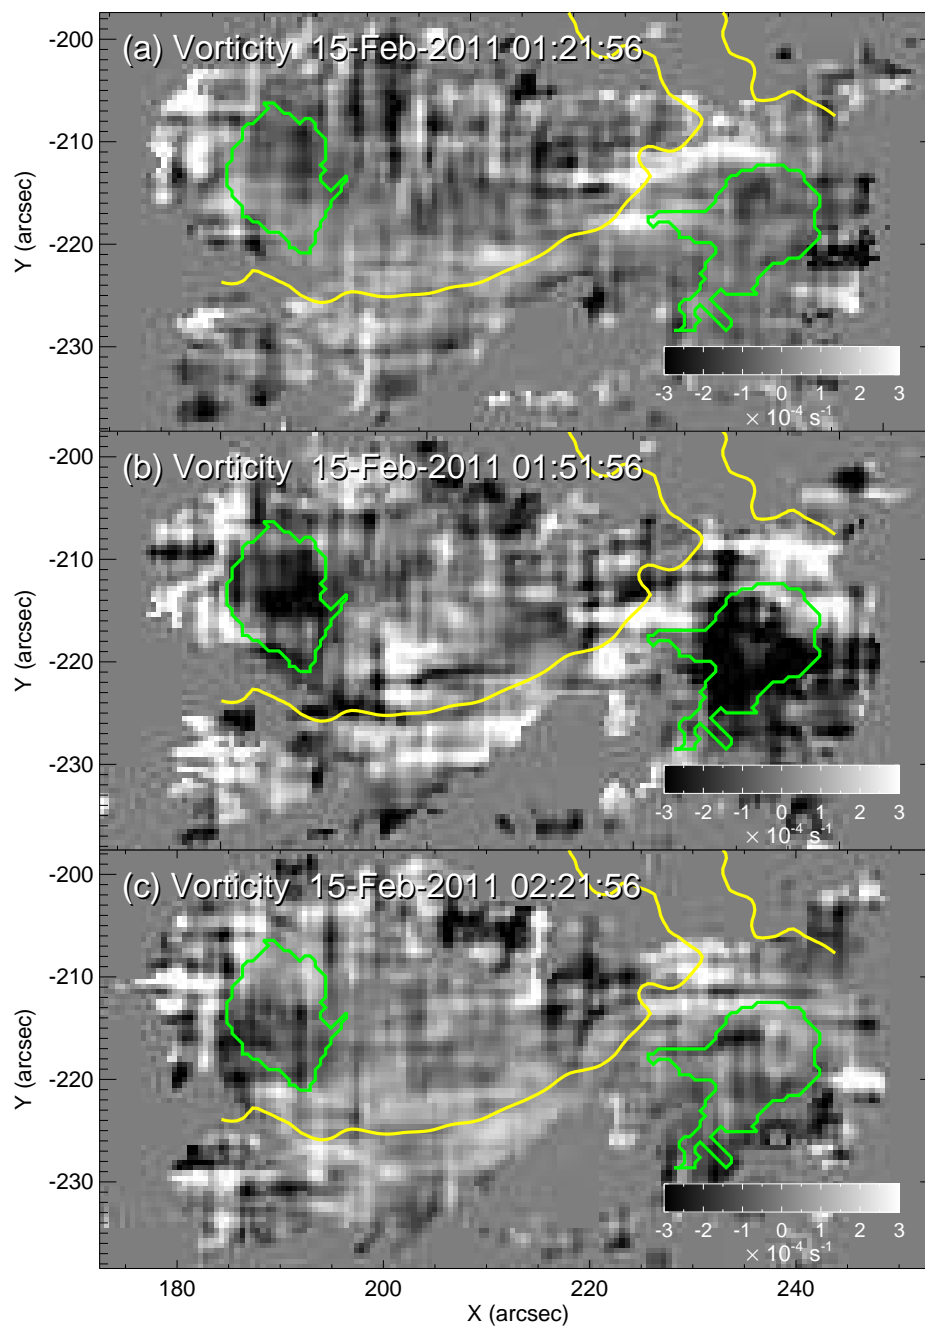 (a) Vorticity 15-Feb-2011 01:21:56
-200
-210
-220
-230
Y (arcsec)
-3 -2 -1 0 1 2 3
× 10⁻⁴ s⁻¹
(b) Vorticity 15-Feb-2011 01:51:56
-200
-210
-220
-230
Y (arcsec)
-3 -2 -1 0 1 2 3
× 10⁻⁴ s⁻¹
(c) Vorticity 15-Feb-2011 02:21:56
-200
-210
-220
-230
Y (arcsec)
-3 -2 -1 0 1 2 3
× 10⁻⁴ s⁻¹
180 200 220 240
X (arcsec)